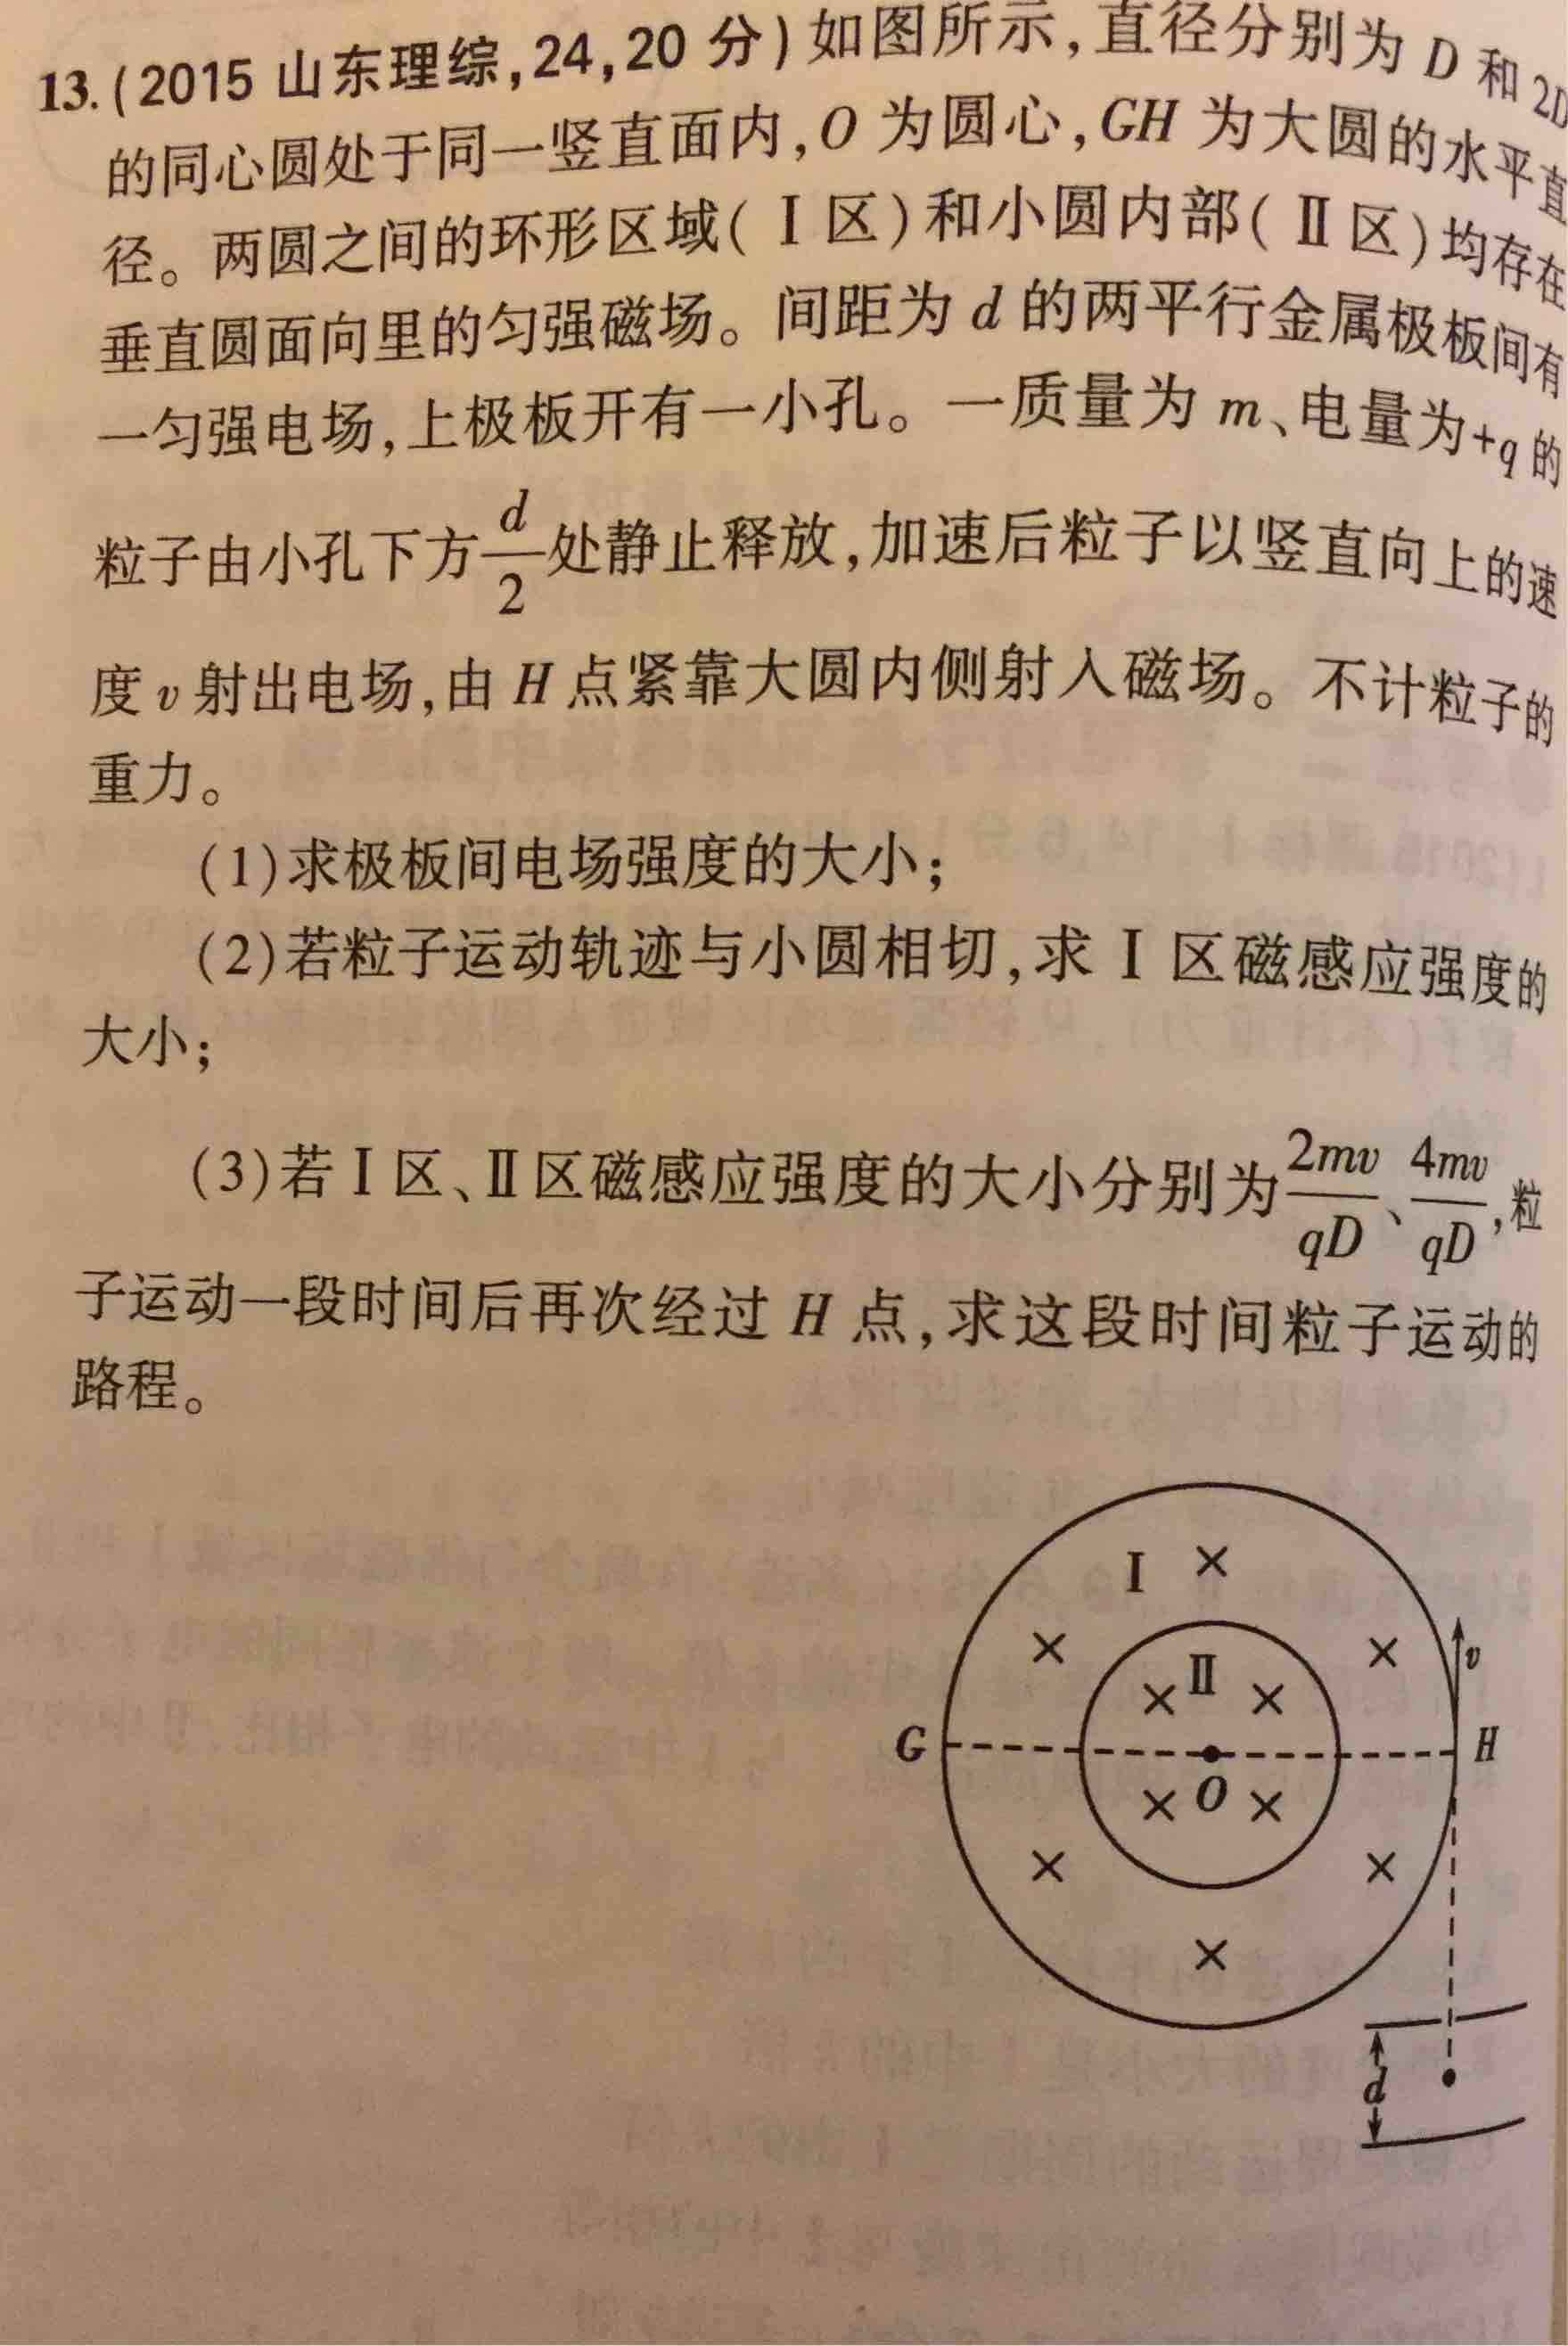 13.(2015 山东理综,24,20 分)如图所示,直径分别为 D 和 2D
的同心圆处于同一竖直面内,O 为圆心,GH 为大圆的水平直
径。两圆之间的环形区域(Ⅰ区)和小圆内部(Ⅱ区)均存在
垂直圆面向里的匀强磁场。间距为 d 的两平行金属极板间有
一匀强电场,上极板开有一小孔。一质量为 m、电量为+q 的
粒子由小孔下方\frac{d}{2}处静止释放,加速后粒子以竖直向上的速
度 v 射出电场,由 H 点紧靠大圆内侧射入磁场。不计粒子的
重力。
(1)求极板间电场强度的大小;
(2)若粒子运动轨迹与小圆相切,求Ⅰ区磁感应强度的
大小;
(3)若Ⅰ区、Ⅱ区磁感应强度的大小分别为\frac{2mv}{qD}、\frac{4mv}{qD},粒
子运动一段时间后再次经过 H 点,求这段时间粒子运动的
路程。
Ⅰ
Ⅱ
v
G
H
O
d